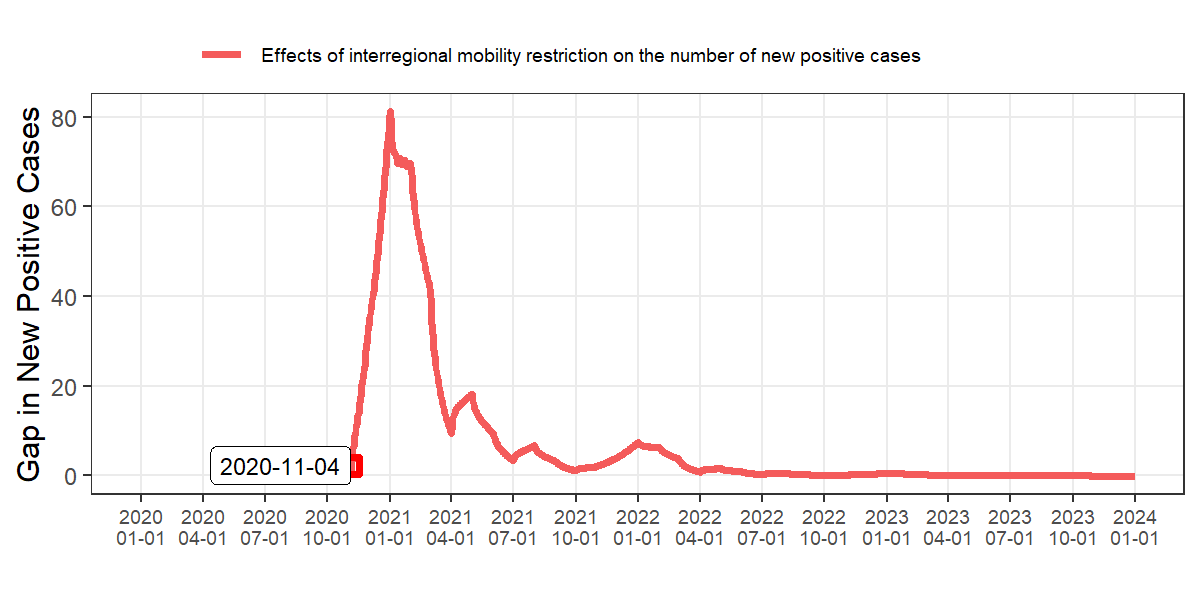 Effects of interregional mobility restriction on the number of new positive cases
Gap in New Positive Cases
80
60
40
20
0
2020-11-04
2020 2020 2020 2020 2021 2021 2021 2021 2022 2022 2022 2022 2023 2023 2023 2023 2024
01-01 04-01 07-01 10-01 01-01 04-01 07-01 10-01 01-01 04-01 07-01 10-01 01-01 04-01 07-01 10-01 01-01